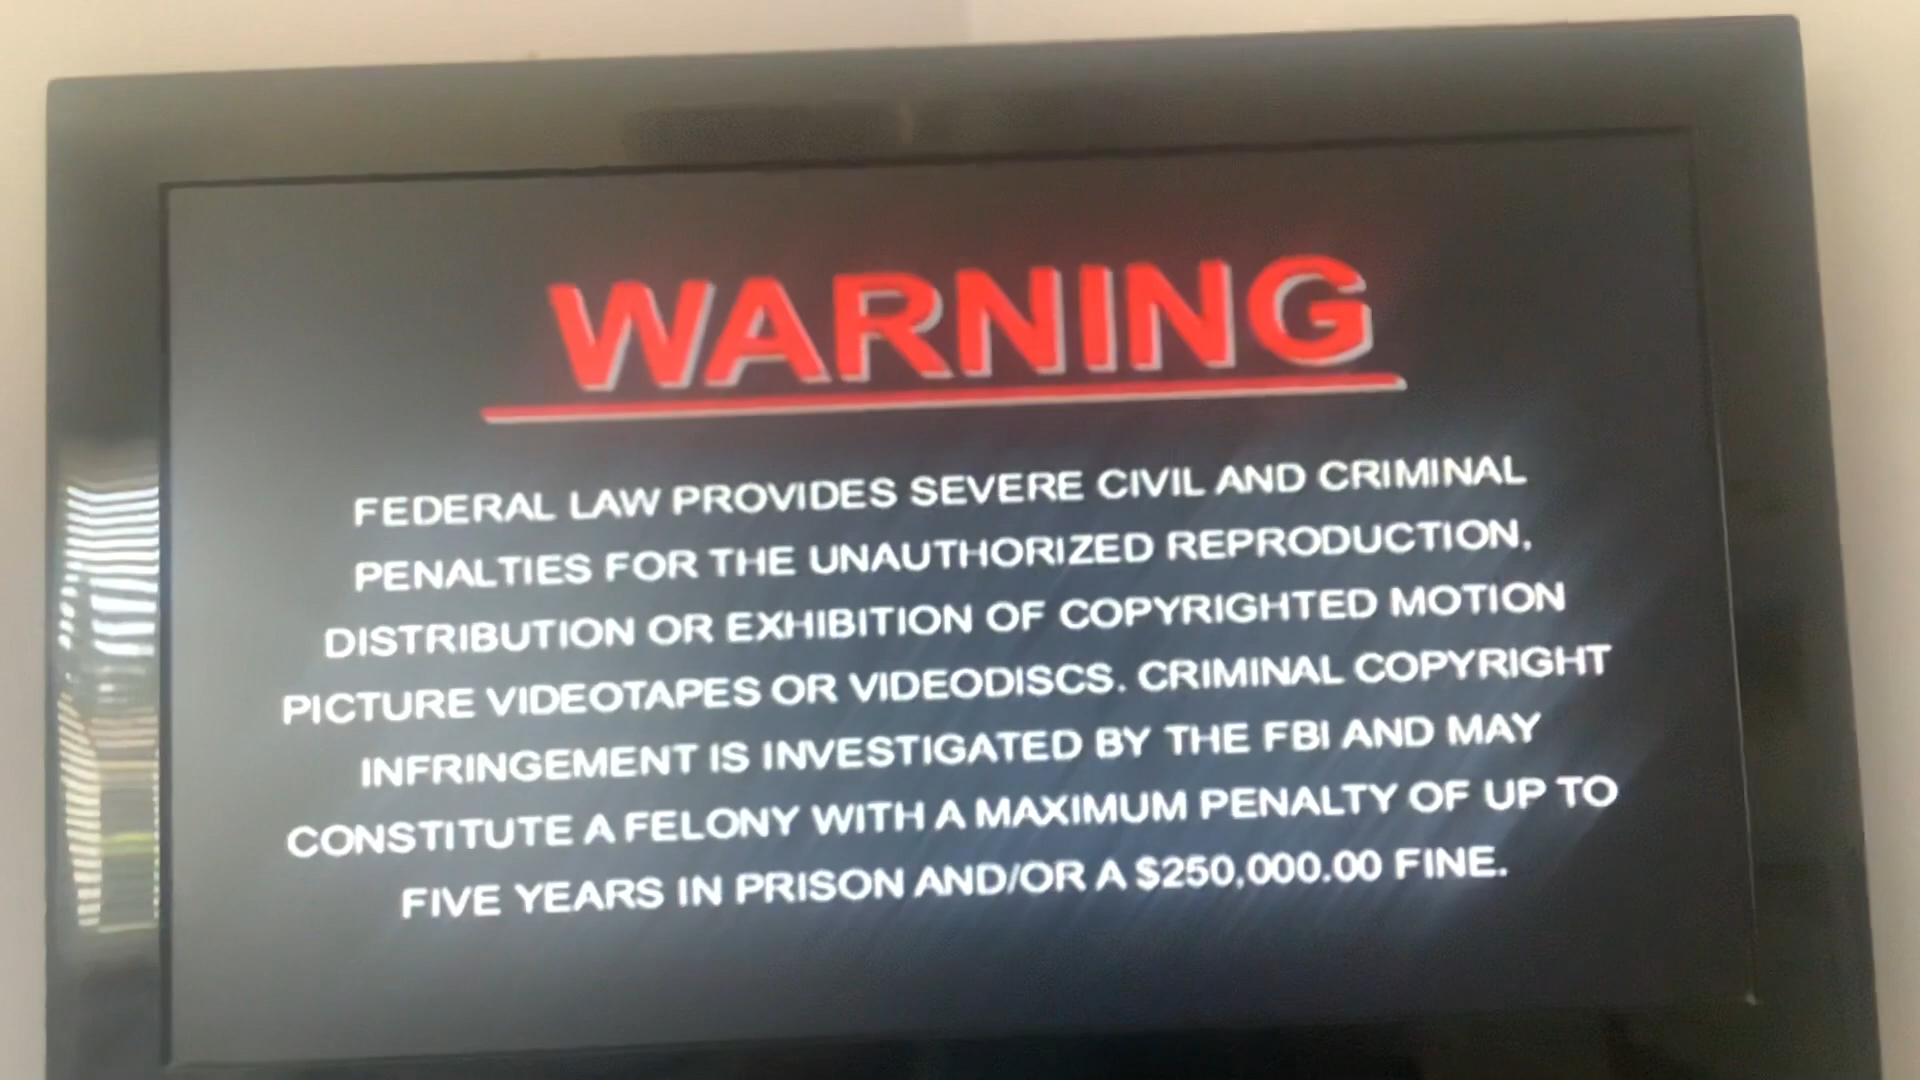 WARNING
FEDERAL LAW PROVIDES SEVERE CIVIL AND CRIMINAL
PENALTIES FOR THE UNAUTHORIZED REPRODUCTION,
DISTRIBUTION OR EXHIBITION OF COPYRIGHTED MOTION
PICTURE VIDEOTAPES OR VIDEODISCS. CRIMINAL COPYRIGHT
INFRINGEMENT IS INVESTIGATED BY THE FBI AND MAY
CONSTITUTE A FELONY WITH A MAXIMUM PENALTY OF UP TO
FIVE YEARS IN PRISON AND/OR A $250,000.00 FINE.